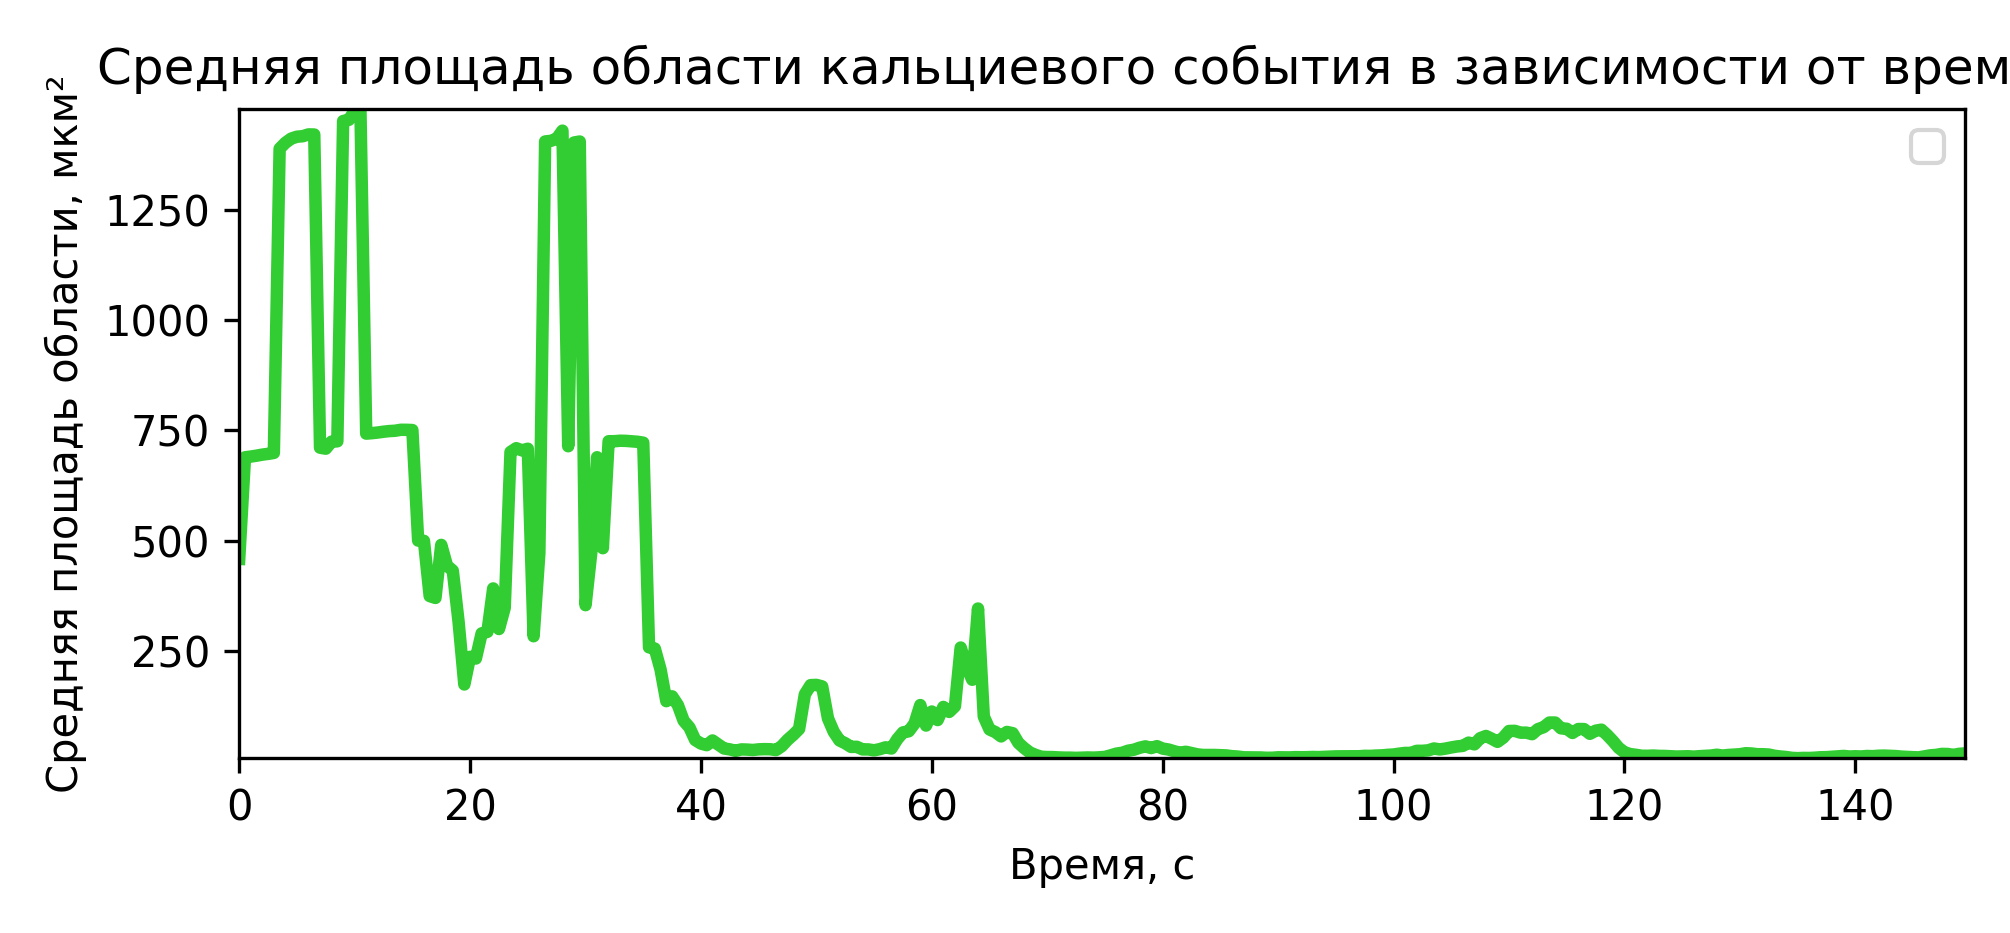 Средняя площадь области кальциевого события в зависимости от врем
Средняя площадь области, мкм²
1250
1000
750
500
250
0 20 40 60 80 100 120 140
Время, с